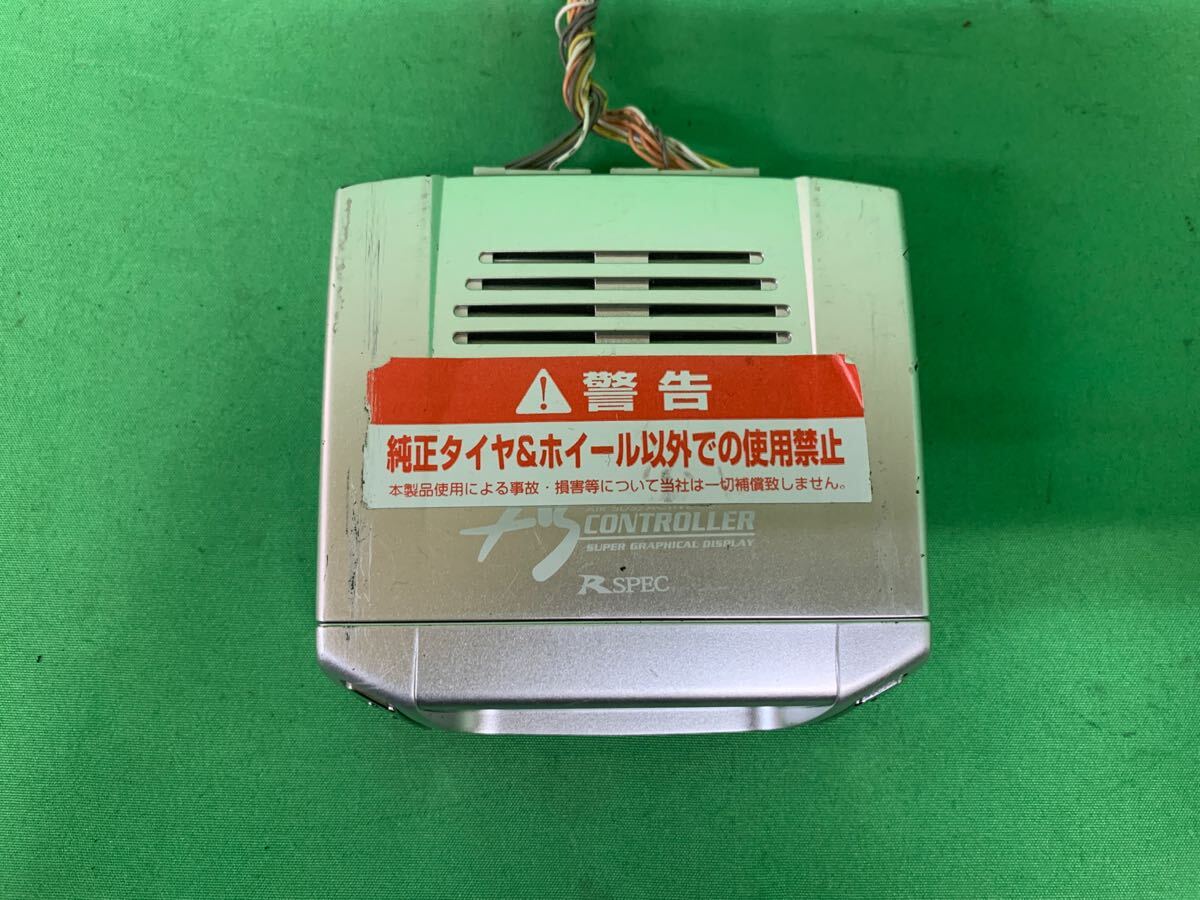 警告
純正タイヤ&ホイール以外での使用禁止
本製品使用による事故・損害等について当社は一切補償致しません。
CONTROLLER
SUPER GRAPHICAL DISPLAY
R SPEC